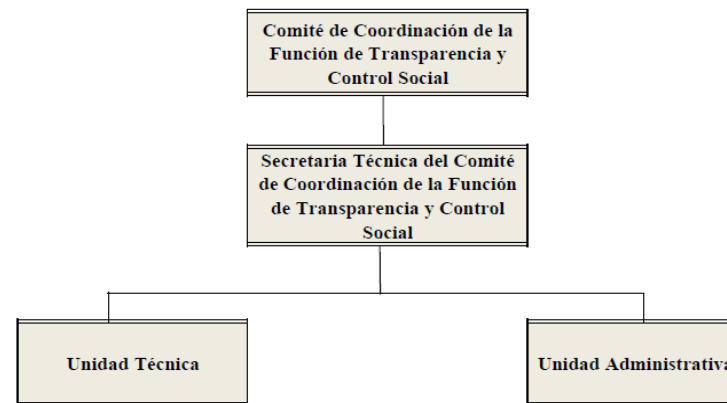 Comité de Coordinación de la
Función de Transparencia y
Control Social
Secretaria Técnica del Comité
de Coordinación de la Función
de Transparencia y Control
Social
Unidad Técnica
Unidad Administrativa